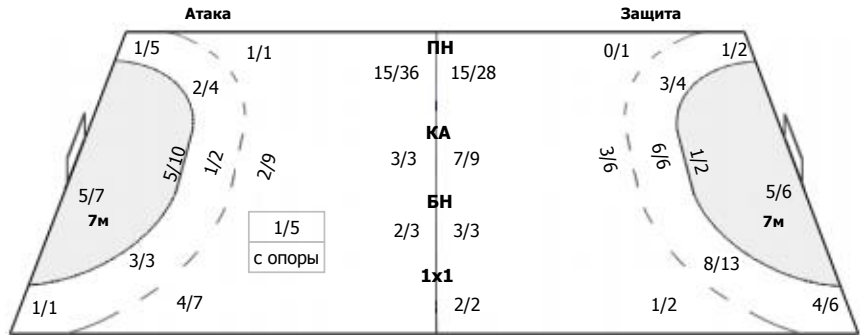 Атака Защита
1/5 1/1 ПН 0/1 1/2
15/36 15/28
2/4 3/4
КА
5/10 1/2 2/9 3/3 7/9 3/6 6/6 1/2
5/7 5/6
7м 7м
БН
1/5 2/3 3/3
с опоры
3/3 8/13
1x1
1/1 4/7 2/2 1/2 4/6